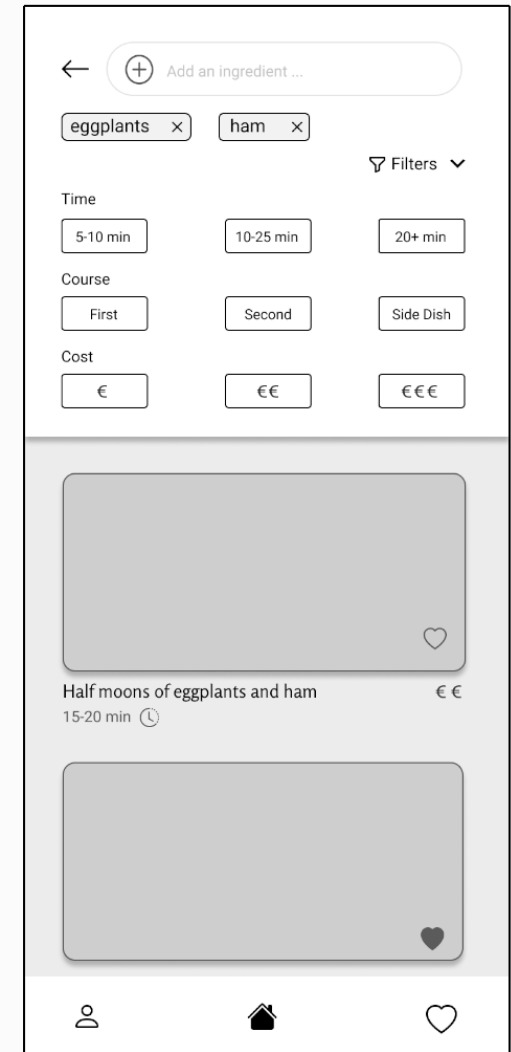 Add an ingredient ...
eggplants × ham ×
Filters
Time
5-10 min 10-25 min 20+ min
Course
First Second Side Dish
Cost
€ €€ €€€
Half moons of eggplants and ham € €
15-20 min